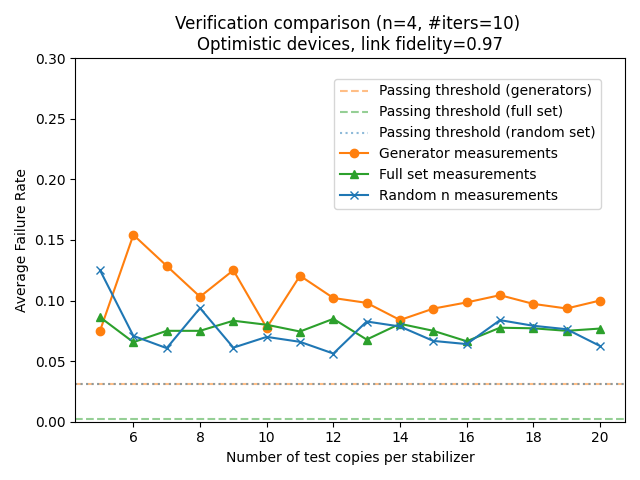 Verification comparison (n=4, #iters=10)
Optimistic devices, link fidelity=0.97
Average Failure Rate
0.30
0.25
0.20
0.15
0.10
0.05
0.00
Passing threshold (generators)
Passing threshold (full set)
Passing threshold (random set)
Generator measurements
Full set measurements
Random n measurements
6 8 10 12 14 16 18 20
Number of test copies per stabilizer